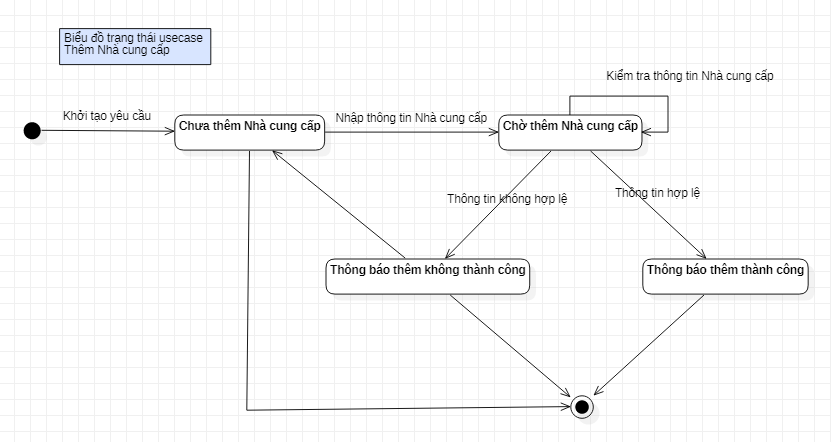 Biểu đồ trạng thái usecase
Thêm Nhà cung cấp
Kiểm tra thông tin Nhà cung cấp
Khởi tạo yêu cầu
Chưa thêm Nhà cung cấp
Nhập thông tin Nhà cung cấp
Chờ thêm Nhà cung cấp
Thông tin không hợp lệ
Thông tin hợp lệ
Thông báo thêm không thành công
Thông báo thêm thành công